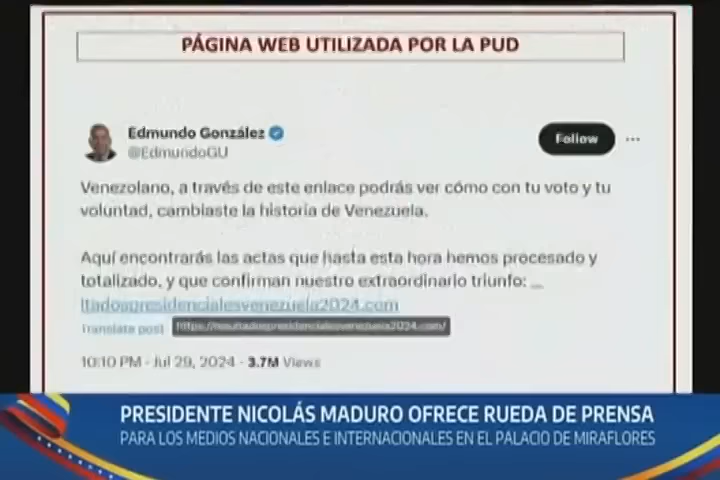 PÁGINA WEB UTILIZADA POR LA PUD
Edmundo González
@EdmundoGU
Follow
Venezolano, a través de este enlace podrás ver cómo con tu voto y tu
voluntad, cambiaste la historia de Venezuela.
Aquí encontrarás las actas que hasta esta hora hemos procesado y
totalizado, y que confirman nuestro extraordinario triunfo: ...
ltadospresidencialesvenezuela2024.com
Translate post
https://resultadospresidencialesvenezuela2024.com/
10:10 PM · Jul 29, 2024 · 3.7M Views
PRESIDENTE NICOLÁS MADURO OFRECE RUEDA DE PRENSA
PARA LOS MEDIOS NACIONALES E INTERNACIONALES EN EL PALACIO DE MIRAFLORES